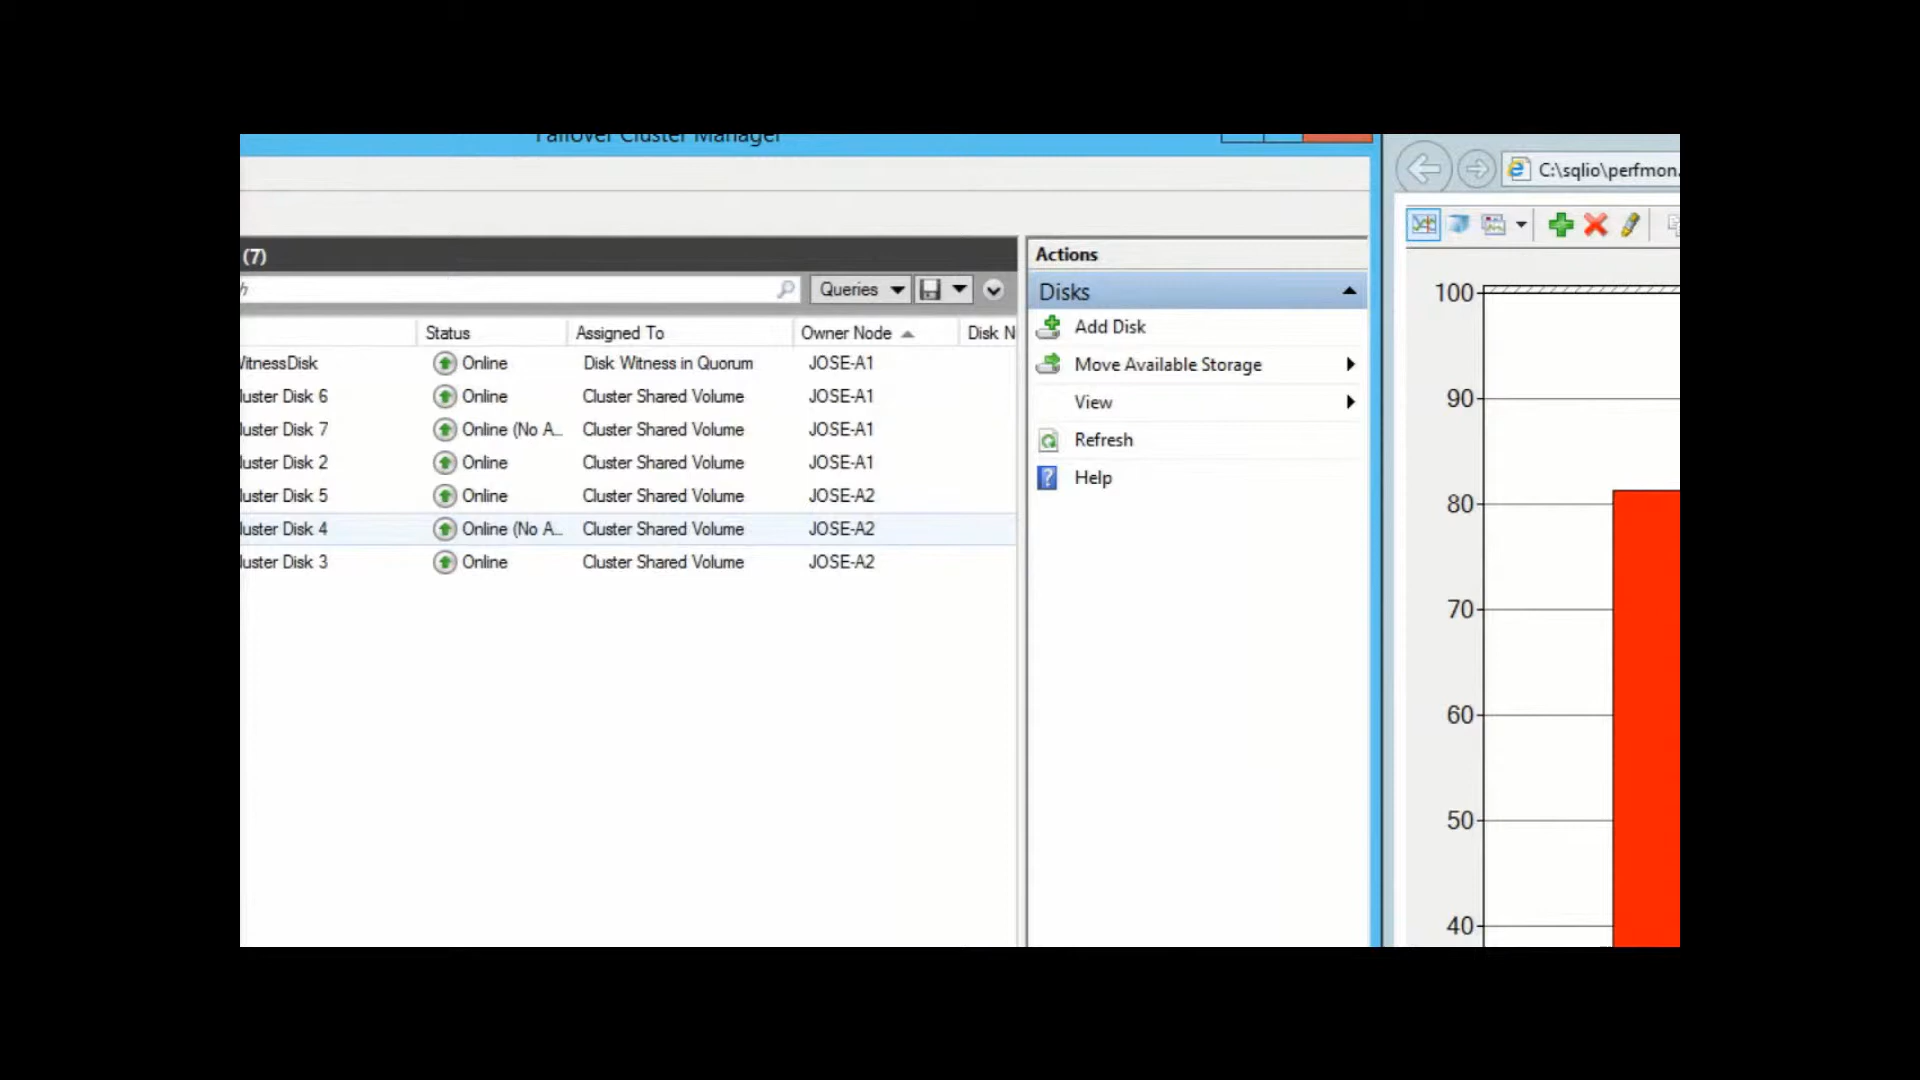 Failover Cluster Manager
C:\sqlio\perfmon.
(7)
Actions
Queries
Disks
Status Assigned To Owner Node Disk N
Add Disk
WitnessDisk Online Disk Witness in Quorum JOSE-A1
Move Available Storage
luster Disk 6 Online Cluster Shared Volume JOSE-A1
View
luster Disk 7 Online (No A... Cluster Shared Volume JOSE-A1
Refresh
luster Disk 2 Online Cluster Shared Volume JOSE-A1
Help
luster Disk 5 Online Cluster Shared Volume JOSE-A2
luster Disk 4 Online (No A... Cluster Shared Volume JOSE-A2
luster Disk 3 Online Cluster Shared Volume JOSE-A2
100
90
80
70
60
50
40